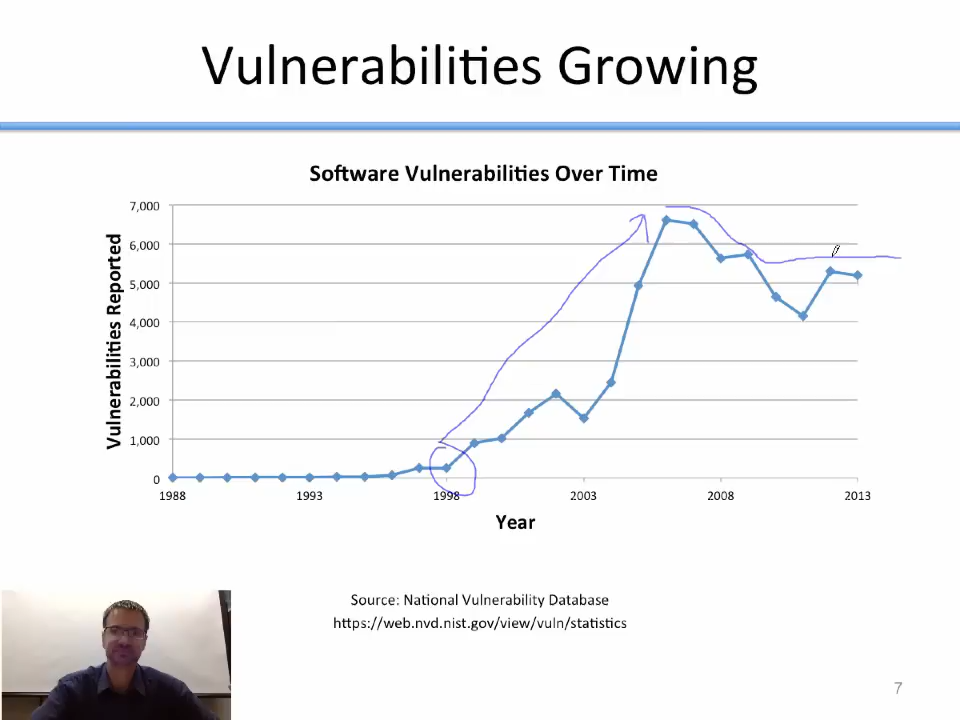 Vulnerabilities Growing
Software Vulnerabilities Over Time
7,000
6,000
5,000
4,000
3,000
2,000
1,000
0
Vulnerabilities Reported
1988
1993
1998
2003
2008
2013
Year
Source: National Vulnerability Database
https://web.nvd.nist.gov/view/vuln/statistics
7